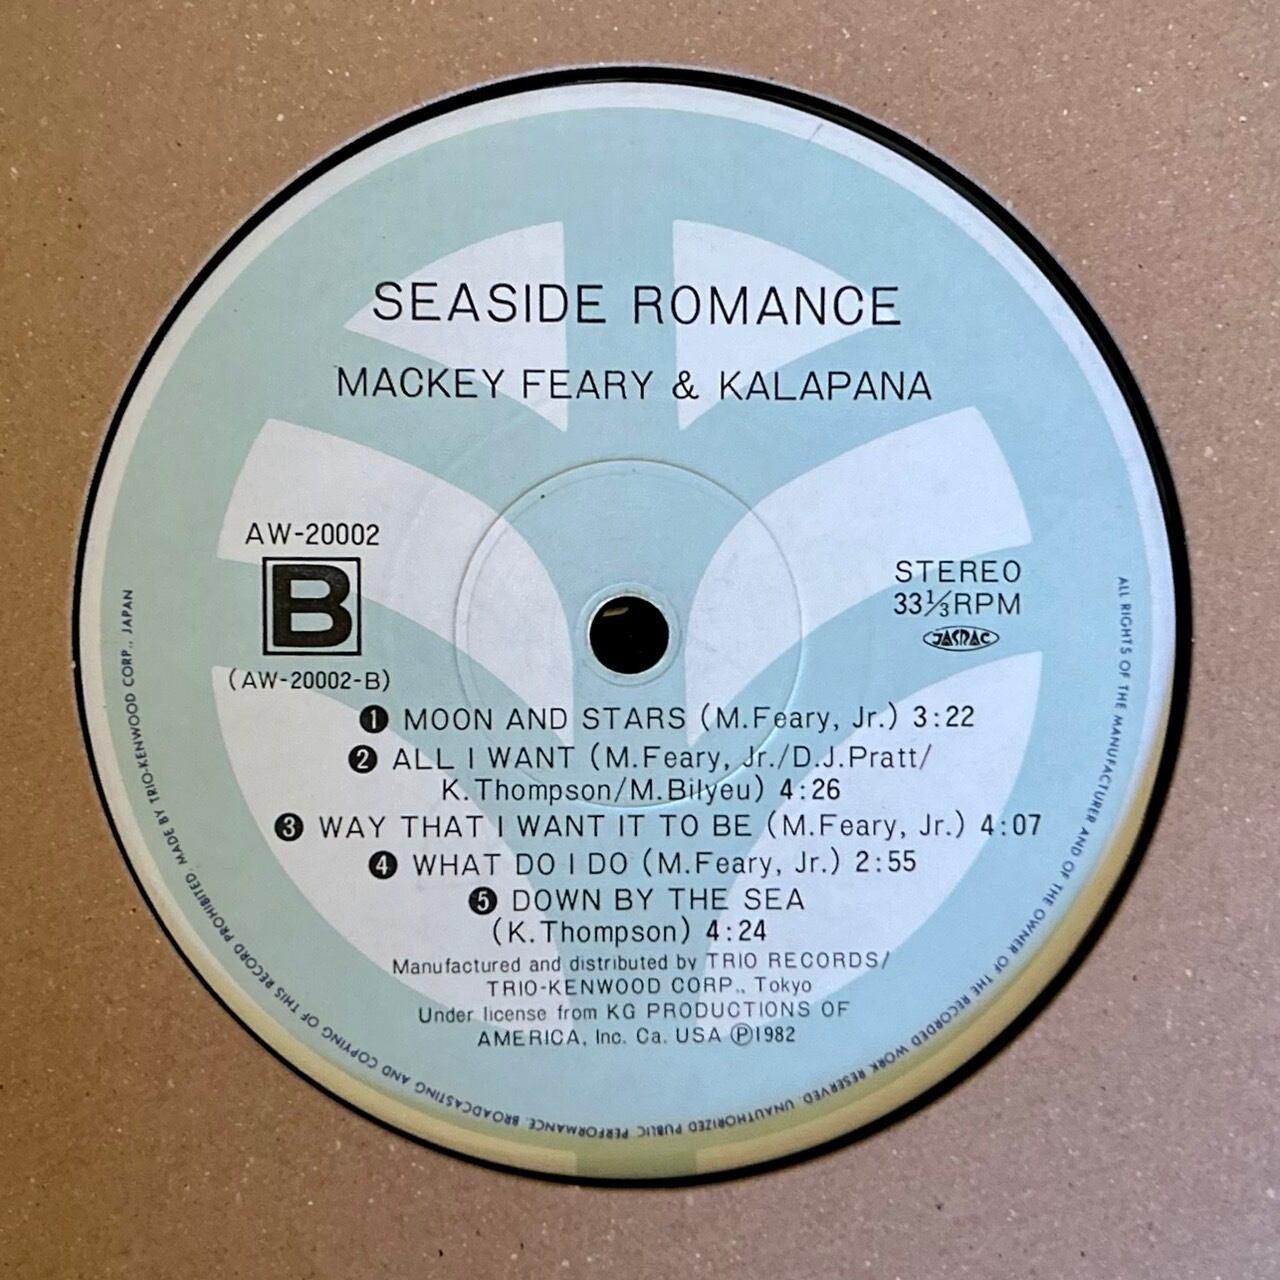 SEASIDE ROMANCE
MACKEY FEARY & KALAPANA
AW-20002
B
(AW-20002-B)
STEREO
33⅓RPM
JASRAC
❶ MOON AND STARS (M.Feary, Jr.) 3:22
❷ ALL I WANT (M.Feary, Jr./D.J.Pratt/
K.Thompson/M.Bilyeu) 4:26
❸ WAY THAT I WANT IT TO BE (M.Feary, Jr.) 4:07
❹ WHAT DO I DO (M.Feary, Jr.) 2:55
❺ DOWN BY THE SEA
(K.Thompson) 4:24
Manufactured and distributed by TRIO RECORDS/
TRIO-KENWOOD CORP., Tokyo
Under license from KG PRODUCTIONS OF
AMERICA, Inc. Ca. USA Ⓟ1982
ALL RIGHTS OF THE MANUFACTURER AND OF THE OWNER OF THE RECORDED WORK RESERVED. UNAUTHORIZED PUBLIC PERFORMANCE. BROADCASTING AND COPYING OF THIS RECORD PROHIBITED. MADE BY TRIO-KENWOOD CORP., JAPAN